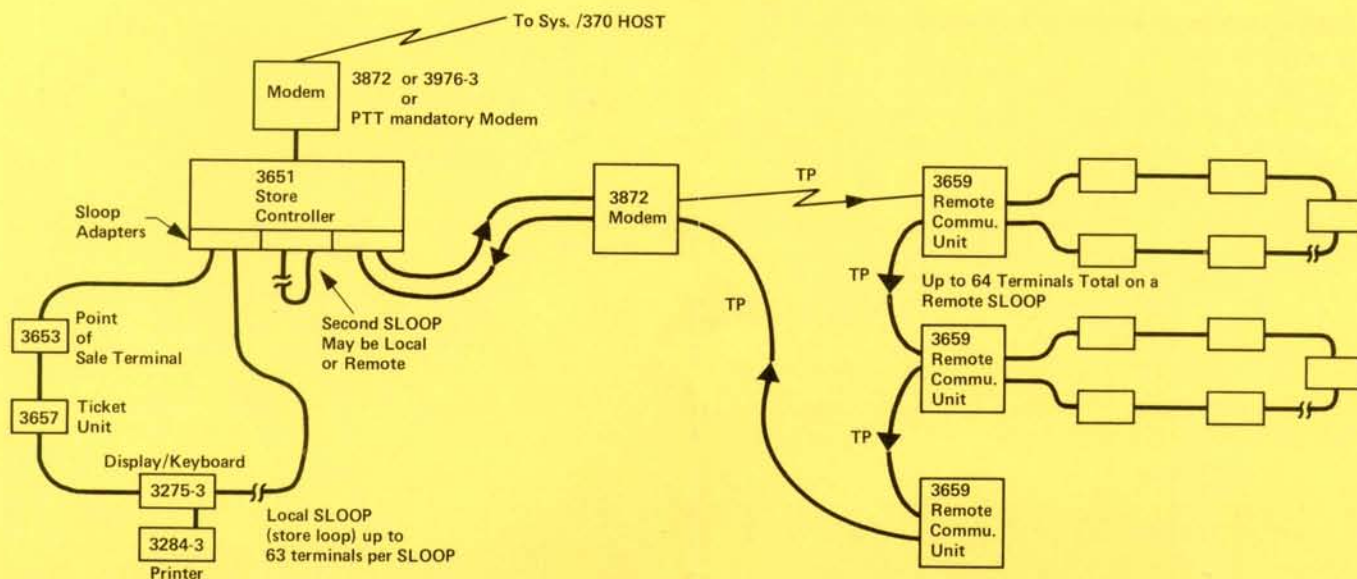 To Sys. /370 HOST
Modem
3872 or 3976-3
or
PTT mandatory Modem
3651
Store
Controller
Sloop
Adapters
Second SLOOP
May be Local
or Remote
3653
Point
of
Sale Terminal
3657
Ticket
Unit
Display/Keyboard
3275-3
3284-3
Printer
Local SLOOP
(store loop) up to
63 terminals per SLOOP
3872
Modem
TP
TP
3659
Remote
Commu.
Unit
TP
Up to 64 Terminals Total on a
Remote SLOOP
3659
Remote
Commu.
Unit
TP
3659
Remote
Commu.
Unit